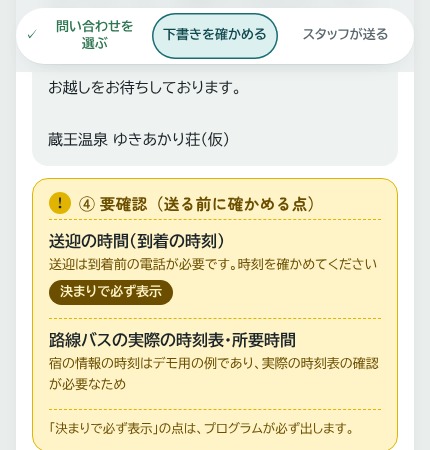 ✓ 問い合わせを
選ぶ
下書きを確かめる
スタッフが送る
お越しをお待ちしております。
蔵王温泉 ゆきあかり荘(仮)
! ④ 要確認（送る前に確かめる点）
送迎の時間(到着の時刻)
送迎は到着前の電話が必要です。時刻を確かめてください
決まりで必ず表示
路線バスの実際の時刻表・所要時間
宿の情報の時刻はデモ用の例であり、実際の時刻表の確認
が必要なため
「決まりで必ず表示」の点は、プログラムが必ず出します。